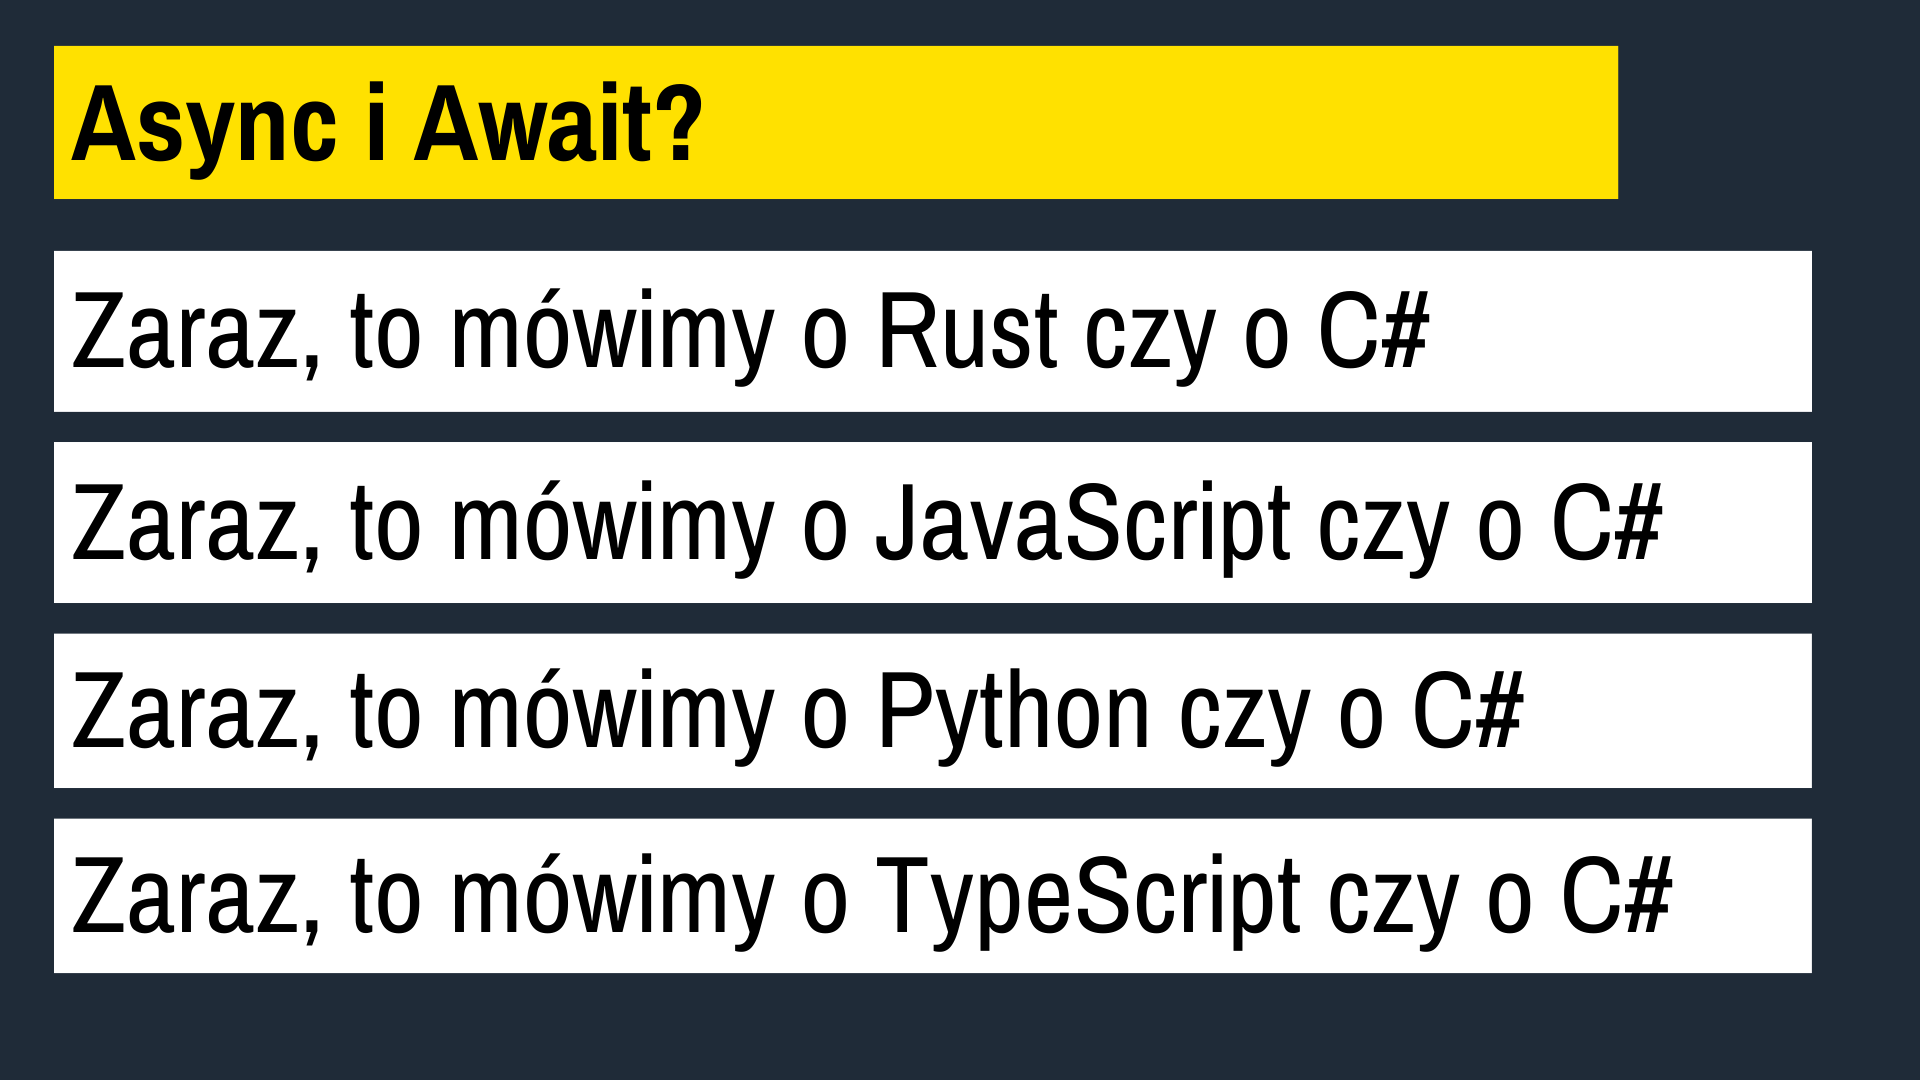 Async i Await?
Zaraz, to mówimy o Rust czy o C#
Zaraz, to mówimy o JavaScript czy o C#
Zaraz, to mówimy o Python czy o C#
Zaraz, to mówimy o TypeScript czy o C#